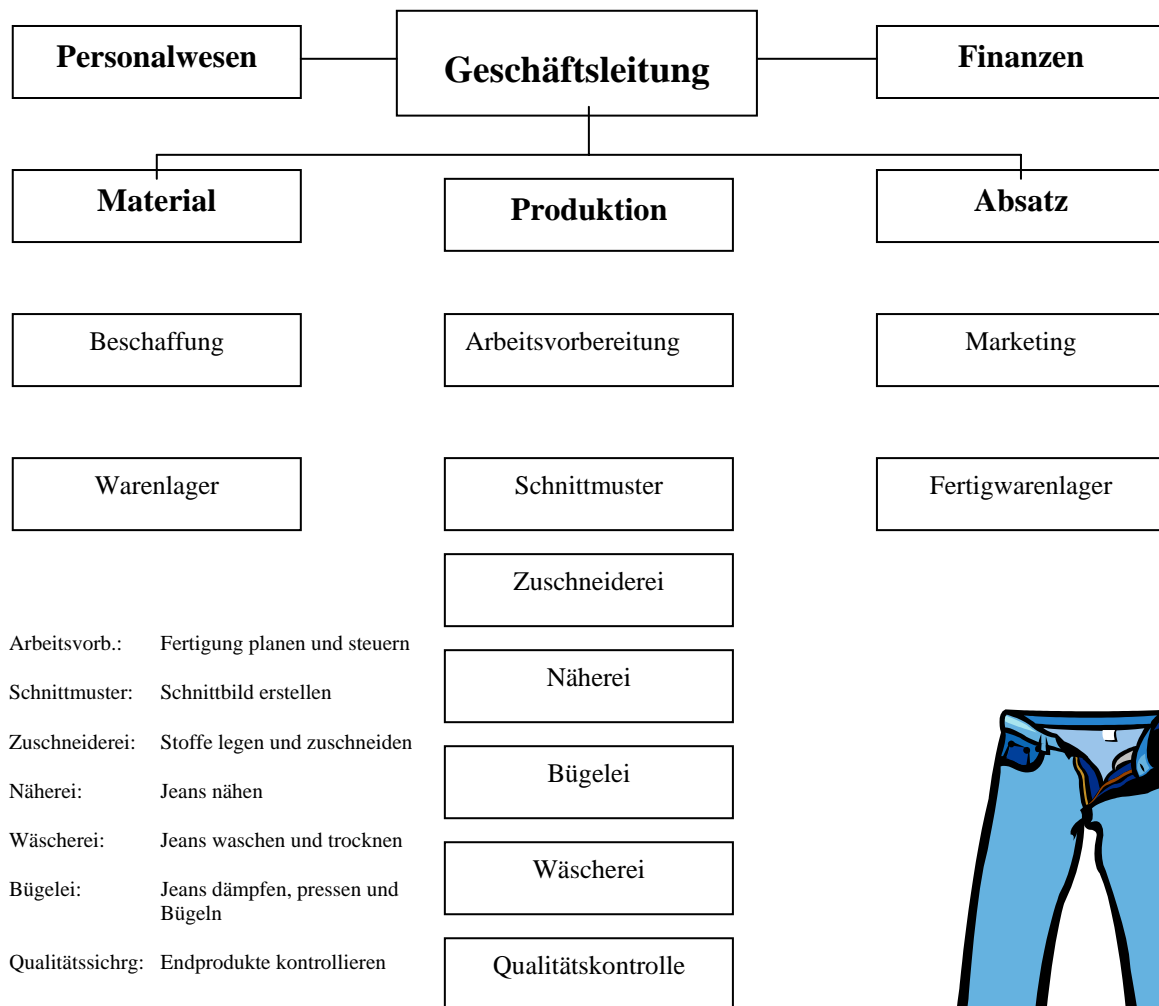 Personalwesen
Geschäftsleitung
Finanzen
Material
Produktion
Absatz
Beschaffung
Arbeitsvorbereitung
Marketing
Warenlager
Schnittmuster
Fertigwarenlager
Zuschneiderei
Näherei
Bügelei
Wäscherei
Qualitätskontrolle
Arbeitsvorb.: Fertigung planen und steuern
Schnittmuster: Schnittbild erstellen
Zuschneiderei: Stoffe legen und zuschneiden
Näherei: Jeans nähen
Wäscherei: Jeans waschen und trocknen
Bügelei: Jeans dämpfen, pressen und
Bügeln
Qualitätssichrg: Endprodukte kontrollieren